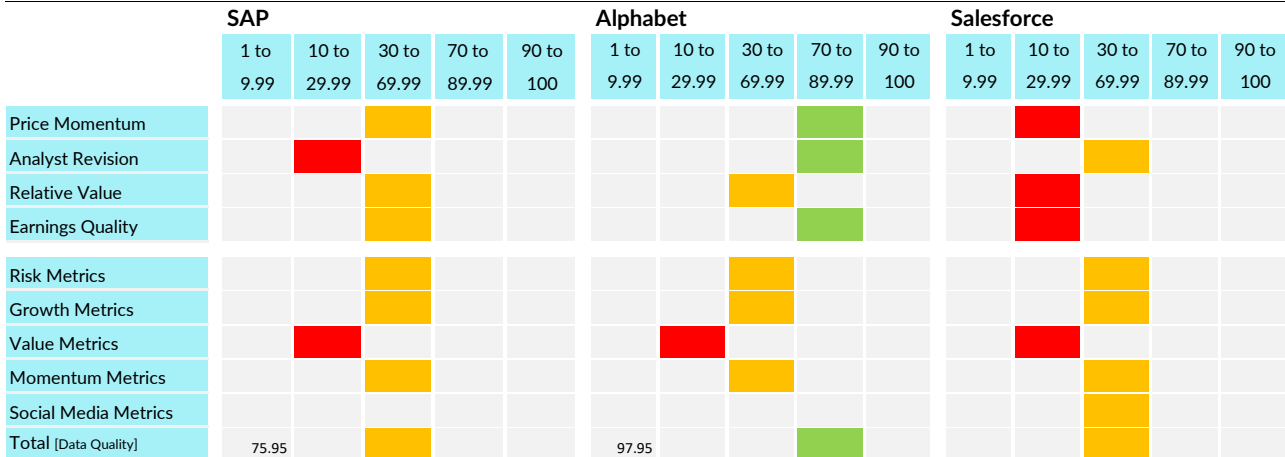 SAP Alphabet Salesforce
1 to 10 to 30 to 70 to 90 to 1 to 10 to 30 to 70 to 90 to 1 to 10 to 30 to 70 to 90 to
9.99 29.99 69.99 89.99 100 9.99 29.99 69.99 89.99 100 9.99 29.99 69.99 89.99 100
Price Momentum
Analyst Revision
Relative Value
Earnings Quality
Risk Metrics
Growth Metrics
Value Metrics
Momentum Metrics
Social Media Metrics
Total [Data Quality] 75.95 97.95